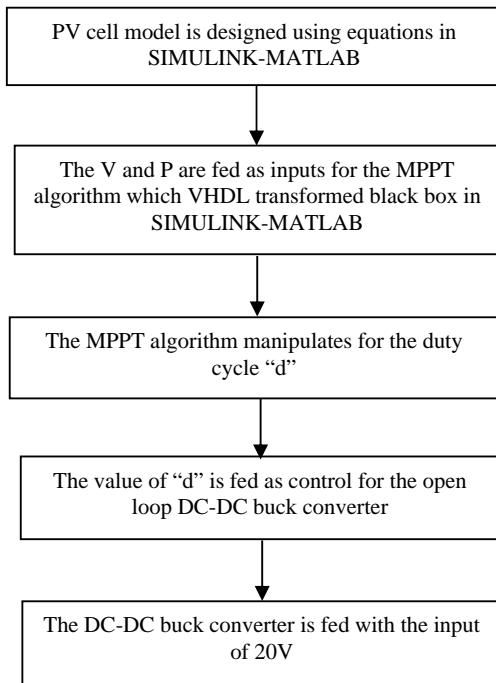 PV cell model is designed using equations in
SIMULINK-MATLAB
The V and P are fed as inputs for the MPPT
algorithm which VHDL transformed black box in
SIMULINK-MATLAB
The MPPT algorithm manipulates for the duty
cycle “d”
The value of “d” is fed as control for the open
loop DC-DC buck converter
The DC-DC buck converter is fed with the input
of 20V